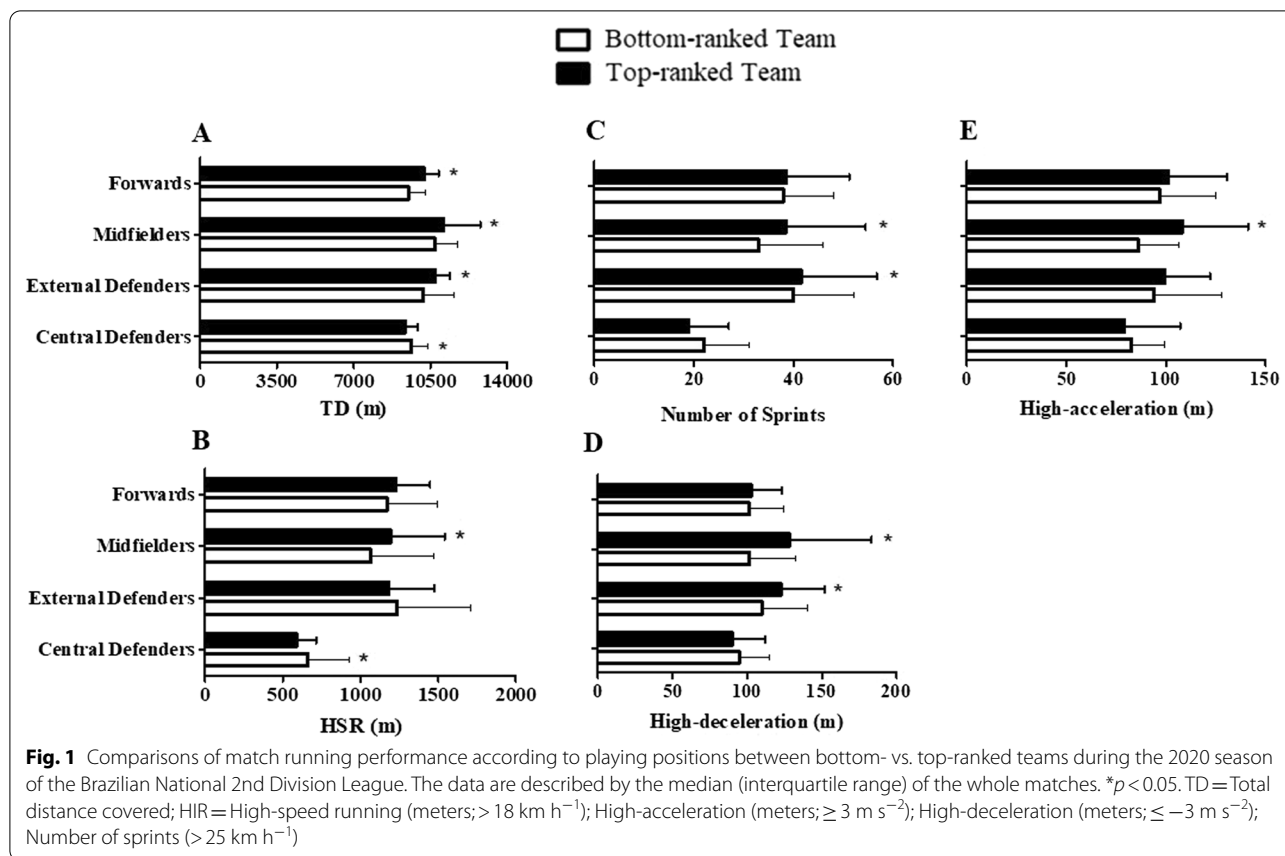 Bottom-ranked Team
Top-ranked Team
A
Forwards
*
Midfielders
*
External Defenders
*
Central Defenders
*
0 3500 7000 10500 14000
TD (m)
C
*
*
0 20 40 60
Number of Sprints
E
*
0 50 100 150
High-acceleration (m)
B
Forwards
Midfielders
*
External Defenders
Central Defenders
*
0 500 1000 1500 2000
HSR (m)
D
*
*
0 50 100 150 200
High-deceleration (m)
Fig. 1 Comparisons of match running performance according to playing positions between bottom- vs. top-ranked teams during the 2020 season
of the Brazilian National 2nd Division League. The data are described by the median (interquartile range) of the whole matches. *p < 0.05. TD = Total
distance covered; HIR = High-speed running (meters; > 18 km h⁻¹); High-acceleration (meters; ≥ 3 m s⁻²); High-deceleration (meters; ≤ −3 m s⁻²);
Number of sprints (> 25 km h⁻¹)